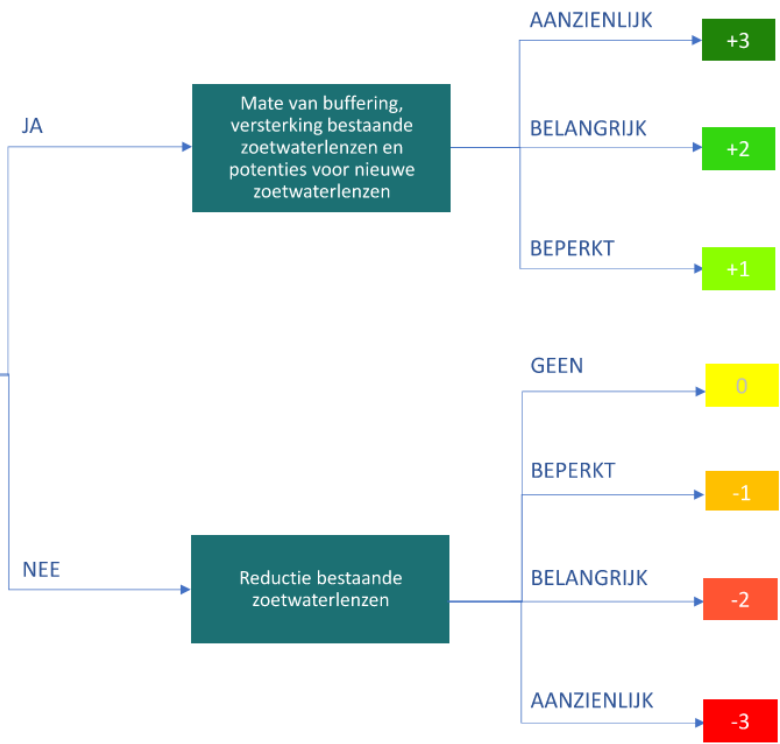 JA
Mate van buffering,
versterking bestaande
zoetwaterlenzen en
potenties voor nieuwe
zoetwaterlenzen
AANZIENLIJK
+3
BELANGRIJK
+2
BEPERKT
+1
NEE
Reductie bestaande
zoetwaterlenzen
GEEN
0
BEPERKT
-1
BELANGRIJK
-2
AANZIENLIJK
-3